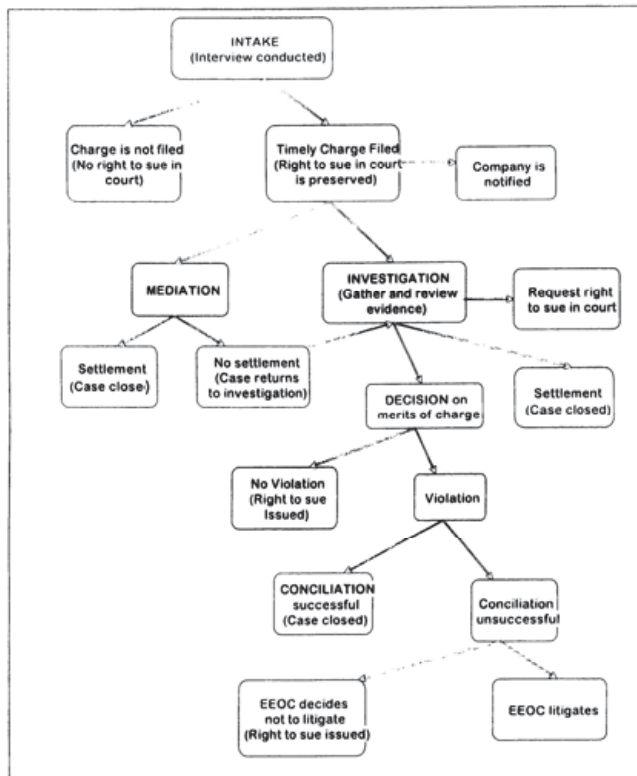 INTAKE
(Interview conducted)
Charge is not filed
(No right to sue in
court)
Timely Charge Filed
(Right to sue in court
is preserved)
Company is
notified
MEDIATION
INVESTIGATION
(Gather and review
evidence)
Request right
to sue in court
Settlement
(Case close·)
No settlement
(Case returns
to investigation)
DECISION on
merits of charge
Settlement
(Case closed)
No Violation
(Right to sue
Issued)
Violation
CONCILIATION
successful
(Case closed)
Conciliation
unsuccessful
EEOC decides
not to litigate
(Right to sue issued)
EEOC litigates